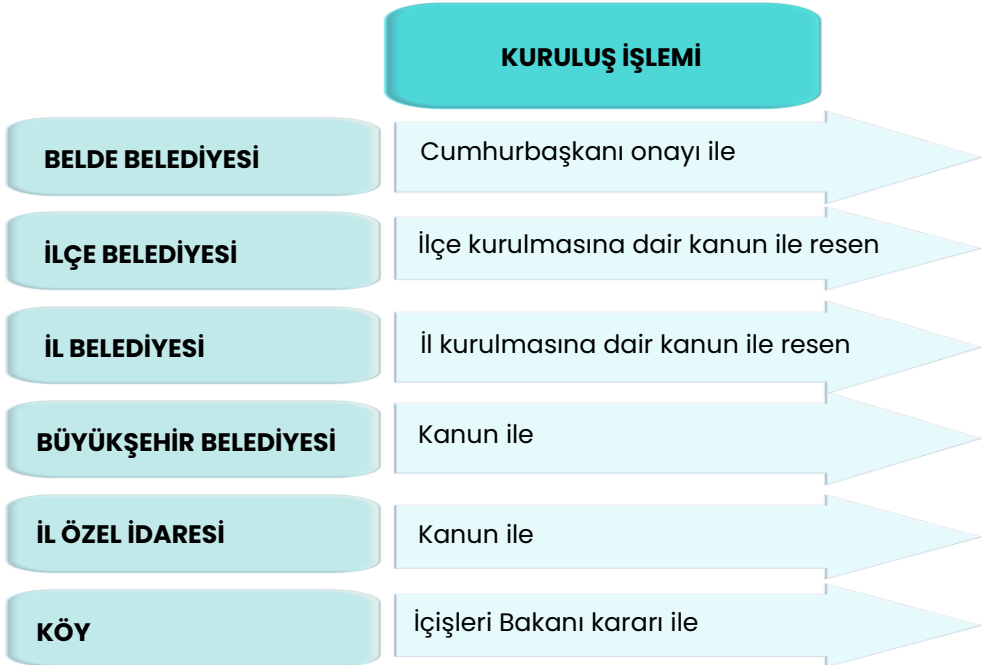 KURULUŞ İŞLEMİ
BELDE BELEDİYESİ
Cumhurbaşkanı onayı ile
İLÇE BELEDİYESİ
İlçe kurulmasına dair kanun ile resen
İL BELEDİYESİ
İl kurulmasına dair kanun ile resen
BÜYÜKŞEHİR BELEDİYESİ
Kanun ile
İL ÖZEL İDARESİ
Kanun ile
KÖY
İçişleri Bakanı kararı ile